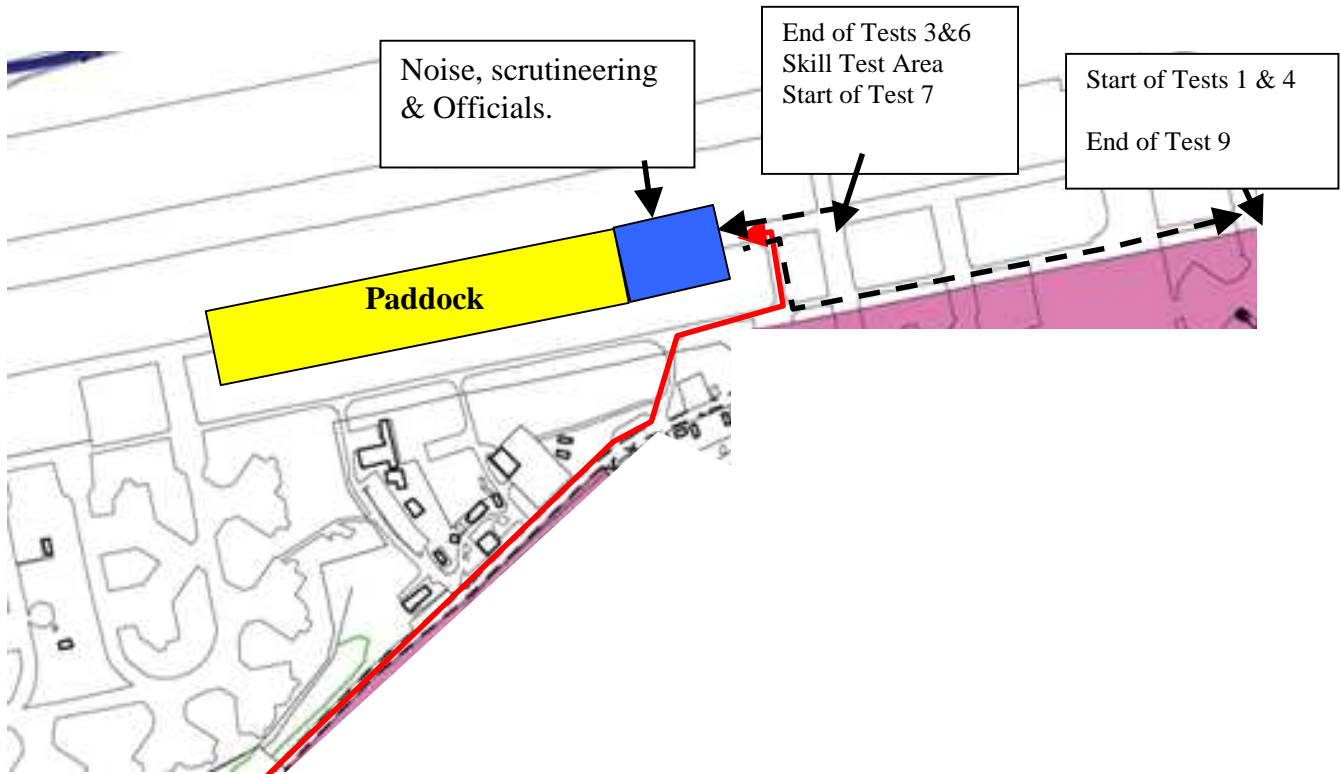 Noise, scrutineering
& Officials.
End of Tests 3&6
Skill Test Area
Start of Test 7
Start of Tests 1 & 4
End of Test 9
Paddock